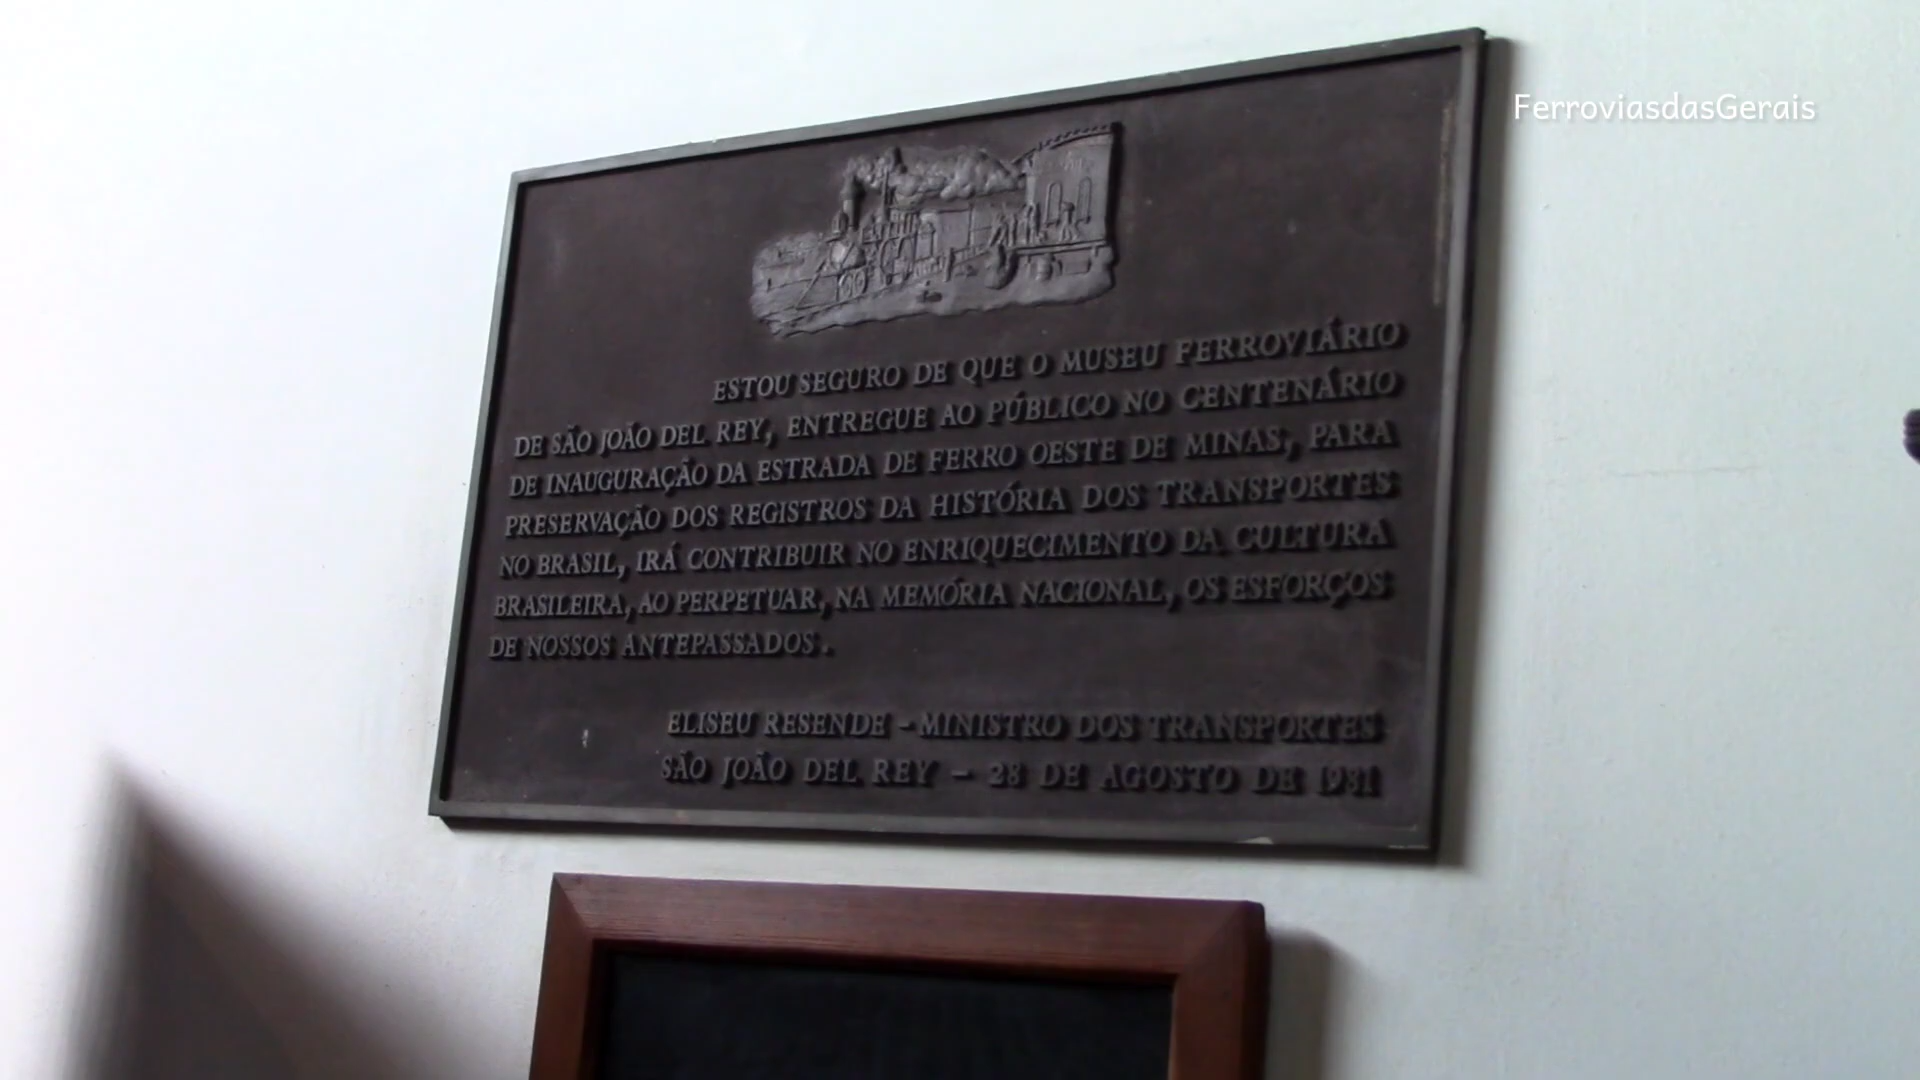 FerroviasdasGerais
ESTOU SEGURO DE QUE O MUSEU FERROVIÁRIO
DE SÃO JOÃO DEL REY, ENTREGUE AO PÚBLICO NO CENTENÁRIO
DE INAUGURAÇÃO DA ESTRADA DE FERRO OESTE DE MINAS, PARA
PRESERVAÇÃO DOS REGISTROS DA HISTÓRIA DOS TRANSPORTES
NO BRASIL, IRÁ CONTRIBUIR NO ENRIQUECIMENTO DA CULTURA
BRASILEIRA, AO PERPETUAR, NA MEMÓRIA NACIONAL, OS ESFORÇOS
DE NOSSOS ANTEPASSADOS.
ELISEU RESENDE - MINISTRO DOS TRANSPORTES
SÃO JOÃO DEL REY - 28 DE AGOSTO DE 1981